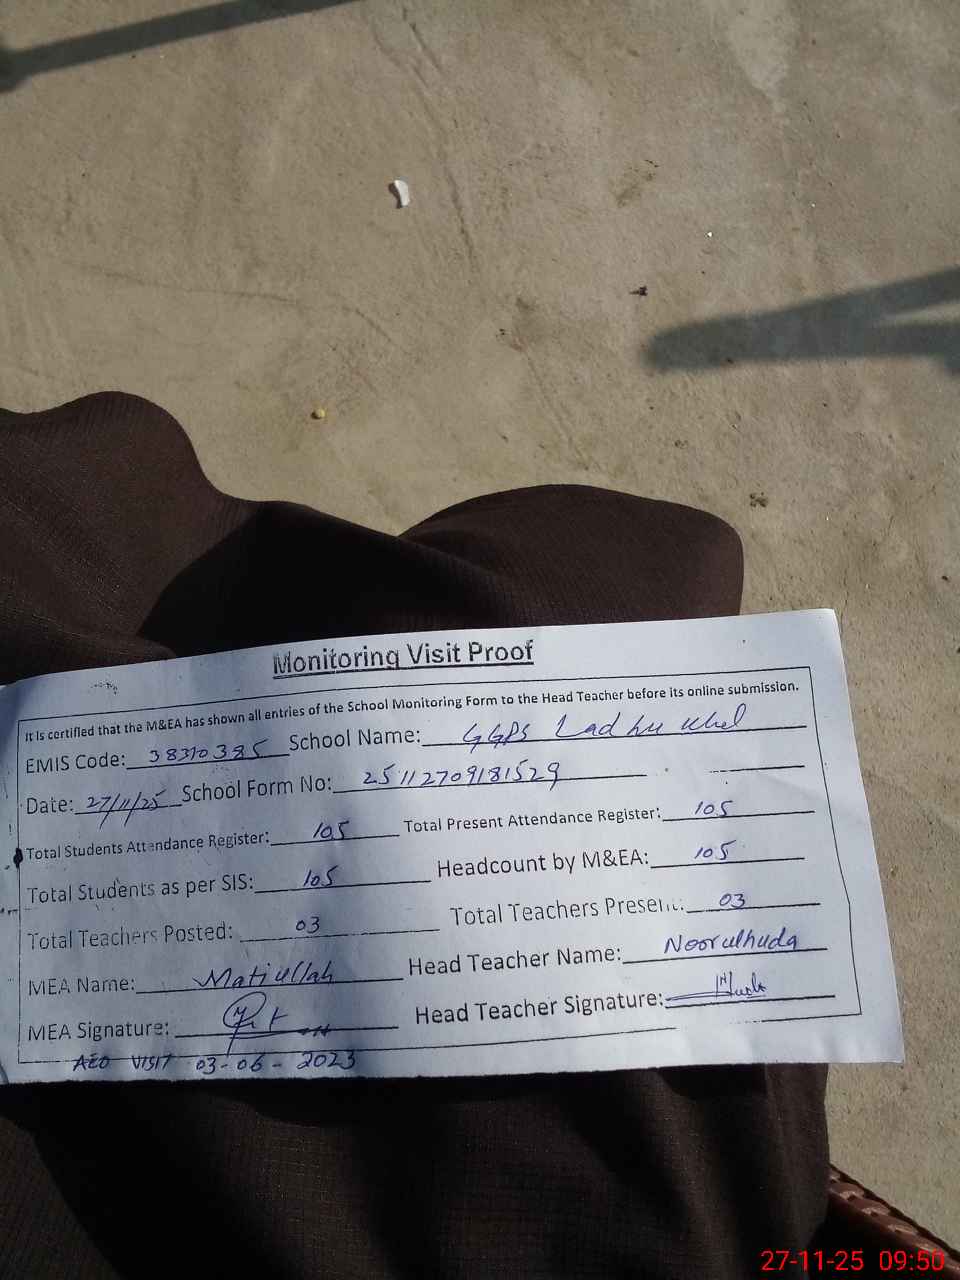 Monitoring Visit Proof
It is certified that the M&EA has shown all entries of the School Monitoring Form to the Head Teacher before its online submission.
EMIS Code: 38310385 School Name: GGPS Ladhu Khel
Date: 27/11/25 School Form No: 25112709181529
Total Students Attendance Register: 105 Total Present Attendance Register: 105
Total Students as per SIS: 105 Headcount by M&EA: 105
Total Teachers Posted: 03 Total Teachers Present: 03
MEA Name: Matiullah Head Teacher Name: Noorulhuda
MEA Signature: Head Teacher Signature: Huda
AEO VISIT 03-06-2023
27-11-25 09:50